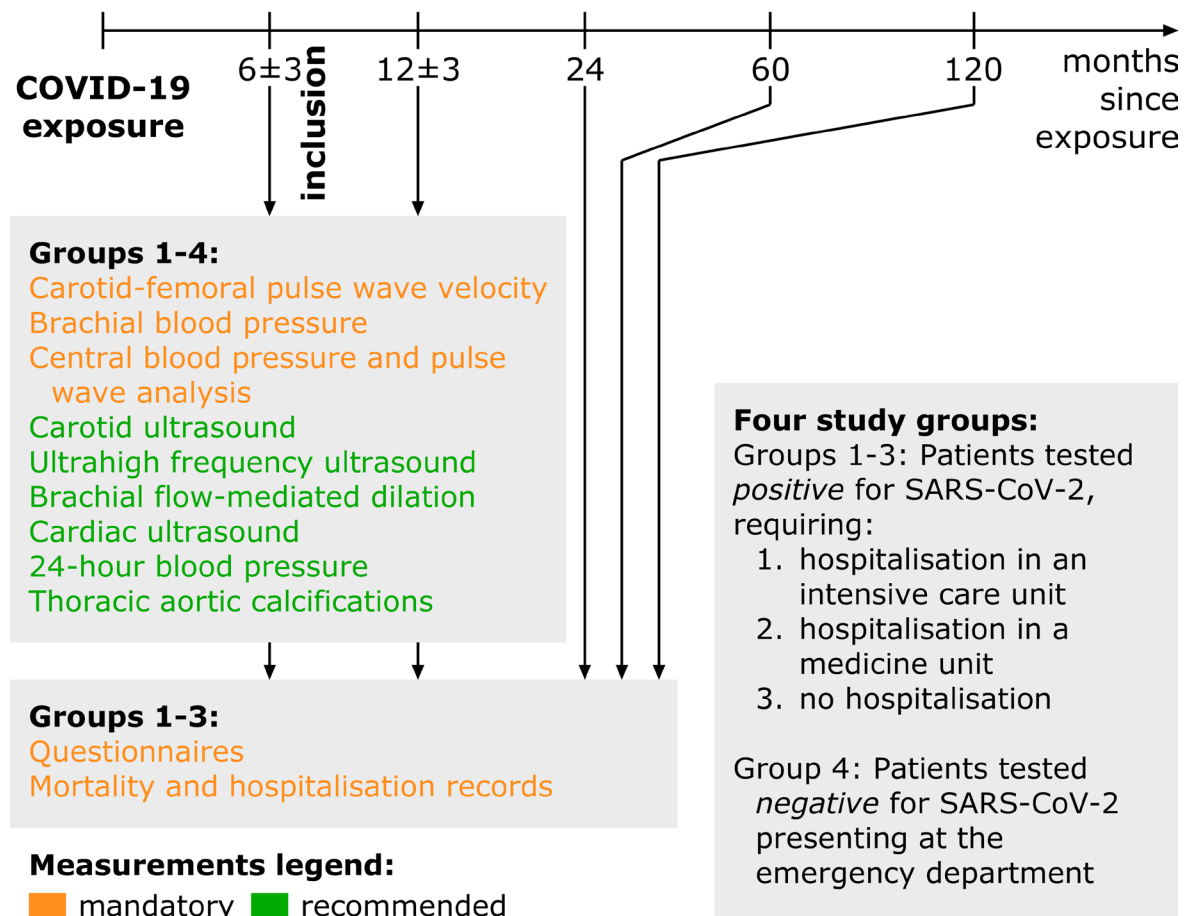 6±3
12±3
24
60
120
months
since
exposure
COVID-19
exposure
inclusion
Groups 1-4:
Carotid-femoral pulse wave velocity
Brachial blood pressure
Central blood pressure and pulse
wave analysis
Carotid ultrasound
Ultrahigh frequency ultrasound
Brachial flow-mediated dilation
Cardiac ultrasound
24-hour blood pressure
Thoracic aortic calcifications
Groups 1-3:
Questionnaires
Mortality and hospitalisation records
Measurements legend:
mandatory
recommended
Four study groups:
Groups 1-3: Patients tested
positive for SARS-CoV-2,
requiring:
1. hospitalisation in an
intensive care unit
2. hospitalisation in a
medicine unit
3. no hospitalisation
Group 4: Patients tested
negative for SARS-CoV-2
presenting at the
emergency department